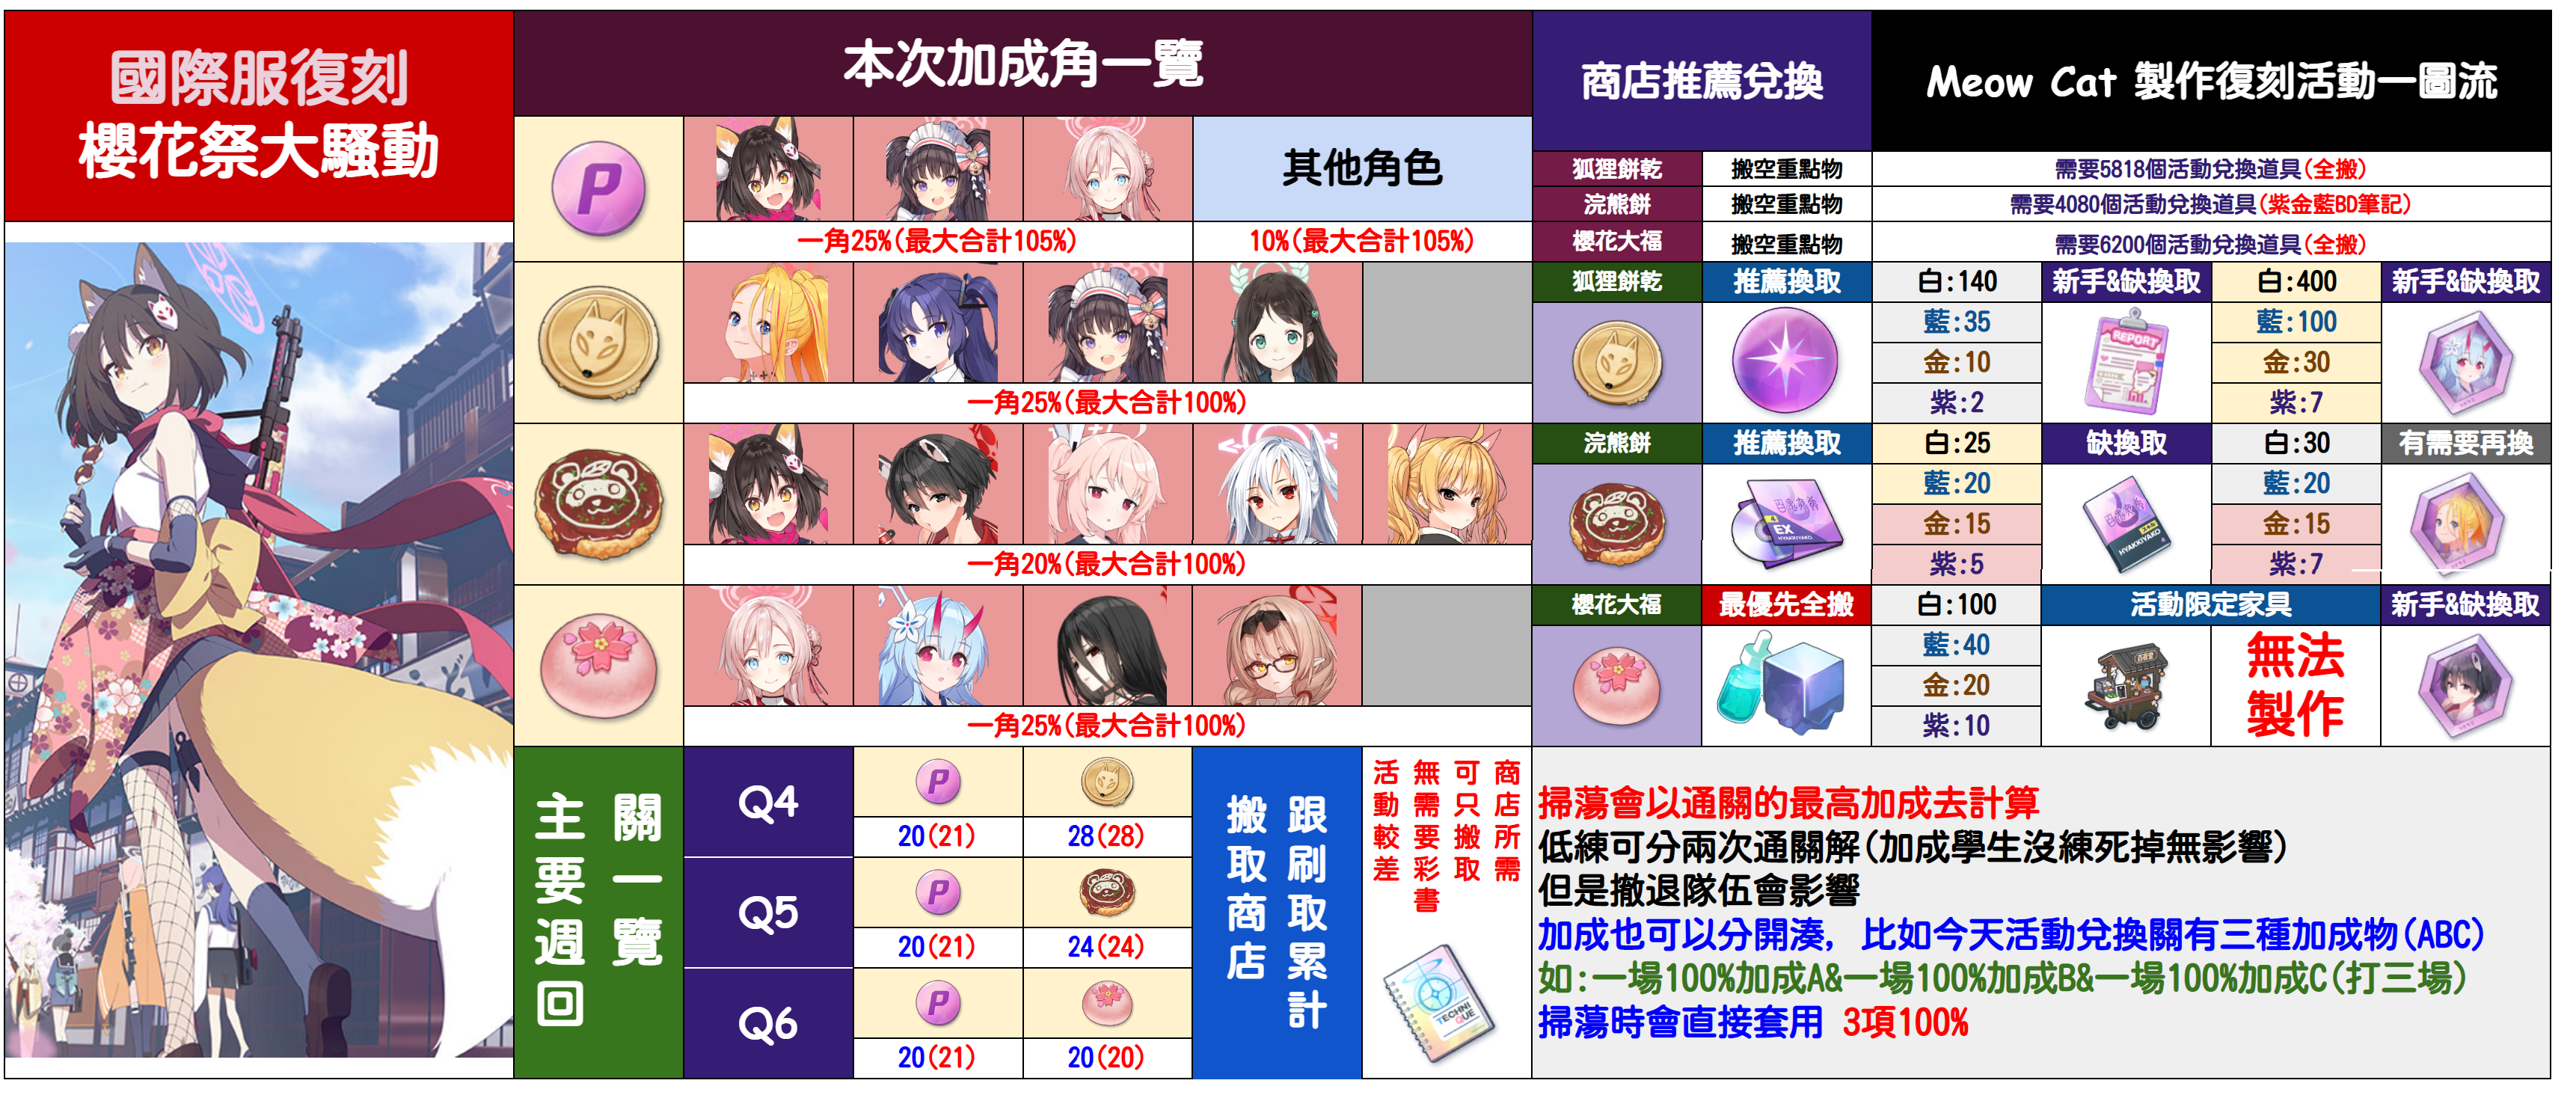 國際服復刻
櫻花祭大騷動
本次加成角一覽
商店推薦兌換
Meow Cat 製作復刻活動一圖流
P
其他角色
一角25%(最大合計105%)
10%(最大合計105%)
狐狸餅乾
搬空重點物
需要5818個活動兌換道具(全搬)
浣熊餅
搬空重點物
需要4080個活動兌換道具(紫金藍BD筆記)
櫻花大福
搬空重點物
需要6200個活動兌換道具(全搬)
一角25%(最大合計100%)
狐狸餅乾
推薦換取
白:140
新手&缺換取
白:400
新手&缺換取
藍:35
REPORT
藍:100
金:10
金:30
紫:2
紫:7
一角20%(最大合計100%)
浣熊餅
推薦換取
白:25
缺換取
白:30
有需要再換
EX
HYAKKIYAKO
藍:20
HYAKKIYAKO
藍:20
金:15
金:15
紫:5
紫:7
一角25%(最大合計100%)
櫻花大福
最優先全搬
白:100
活動限定家具
新手&缺換取
藍:40
無法
製作
金:20
紫:10
主要週回
關一覽
Q4
P
20(21)
28(28)
Q5
P
20(21)
24(24)
Q6
P
20(21)
20(20)
跟刷取累計
搬取商店
商店所需
可只搬取
無需要彩書
活動較差
TECHNI
QUE
掃蕩會以通關的最高加成去計算
低練可分兩次通關解(加成學生沒練死掉無影響)
但是撤退隊伍會影響
加成也可以分開湊, 比如今天活動兌換關有三種加成物(ABC)
如:一場100%加成A&一場100%加成B&一場100%加成C(打三場)
掃蕩時會直接套用 3項100%